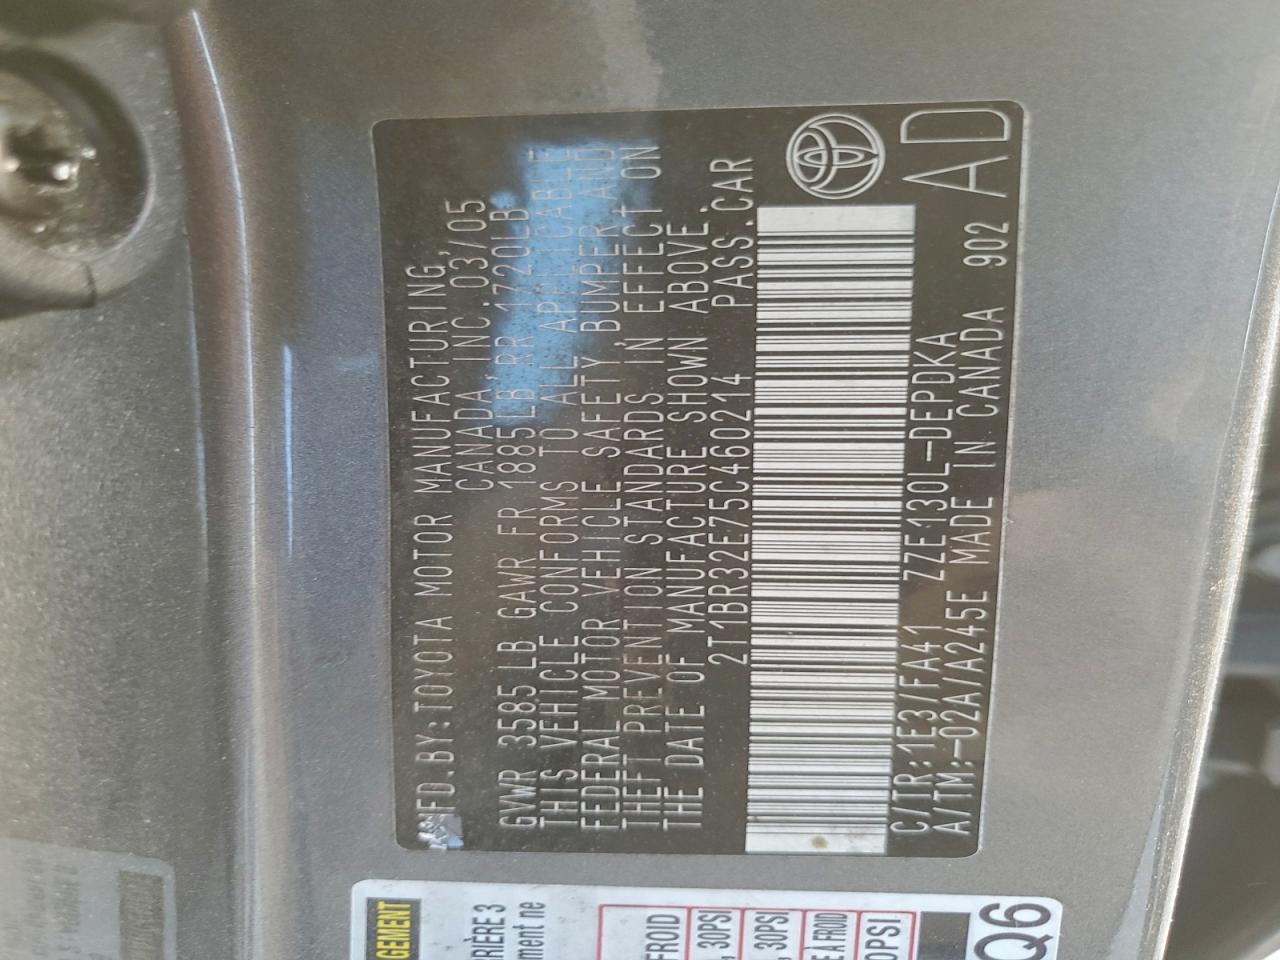 MFD.BY:TOYOTA MOTOR MANUFACTURING,
CANADA INC. 03/05
GVWR 3585 LB GAWR FR 1885 LB RR 1720LB
THIS VEHICLE CONFORMS TO ALL APPLICABLE
FEDERAL MOTOR VEHICLE SAFETY, BUMPER AND
THEFT PREVENTION STANDARDS IN EFFECT ON
THE DATE OF MANUFACTURE SHOWN ABOVE.
2T1BR32E75C460214 PASS.CAR
C/TR:1E3/FA41 ZZE130L-DEPDKA
A/TM:-02A/A245E MADE IN CANADA 902
AD
GEMENT
RIÈRE 3
ment ne
FROID
, 30PSI
, 30PSI
E À FROID
0PSI
Q6